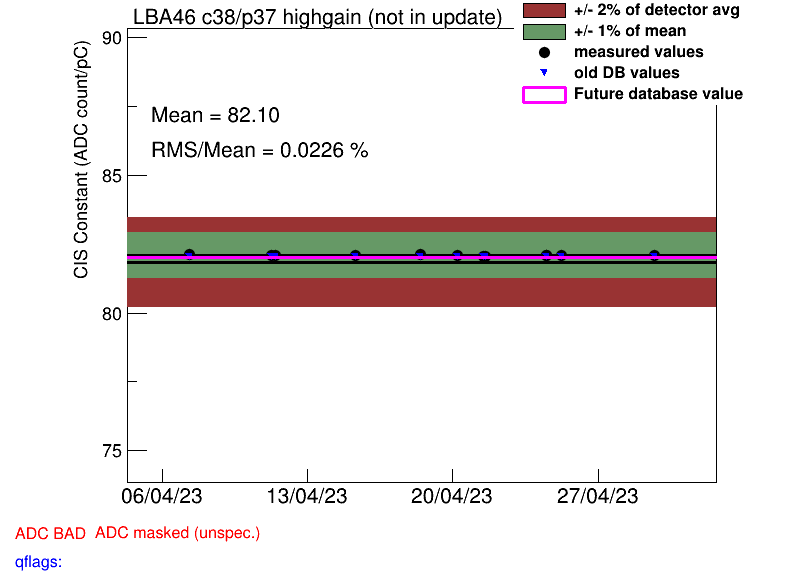 LBA46 c38/p37 highgain (not in update)
+/- 2% of detector avg
+/- 1% of mean
measured values
old DB values
Future database value
CIS Constant (ADC count/pC)
90
85
80
75
Mean = 82.10
RMS/Mean = 0.0226 %
06/04/23 13/04/23 20/04/23 27/04/23
ADC BAD ADC masked (unspec.)
qflags: